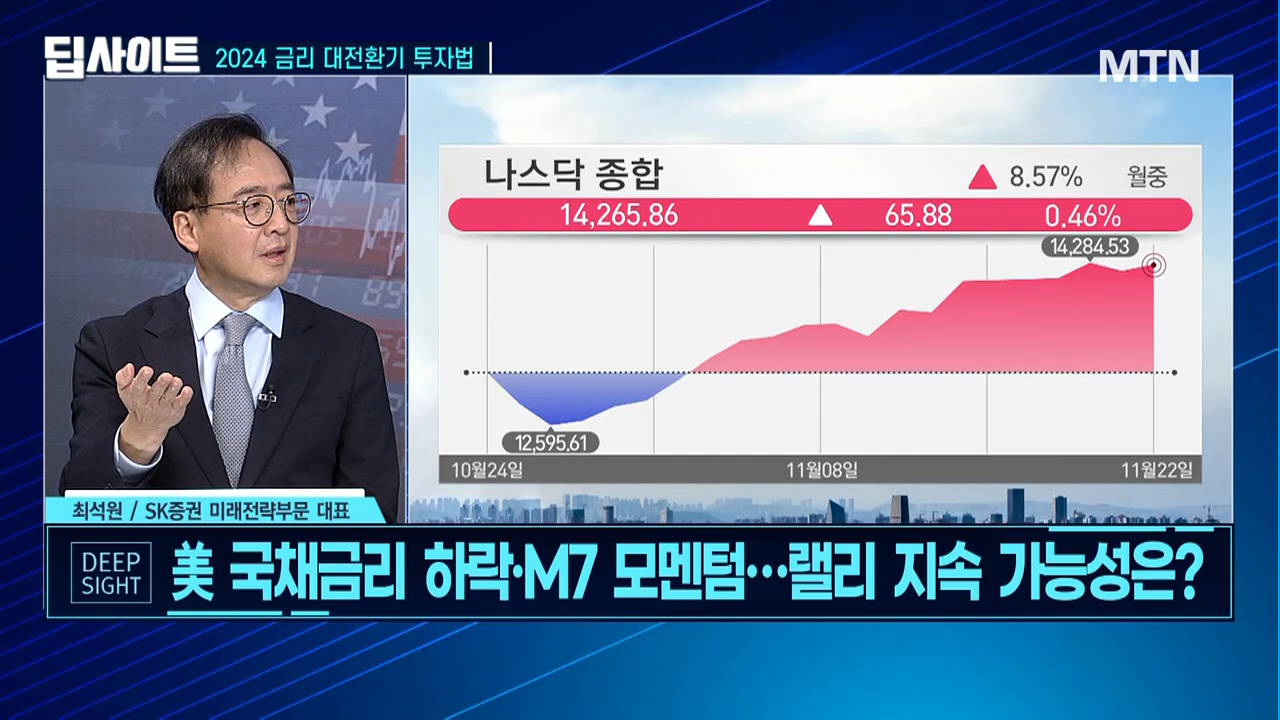 딥사이트 2024 금리 대전환기 투자법
MTN
나스닥 종합 ▲ 8.57% 월중
14,265.86 ▲ 65.88 0.46%
14,284.53
12,595.61
10월24일 11월08일 11월22일
최석원 / SK증권 미래전략부문 대표
DEEP
SIGHT
美 국채금리 하락·M7 모멘텀…랠리 지속 가능성은?